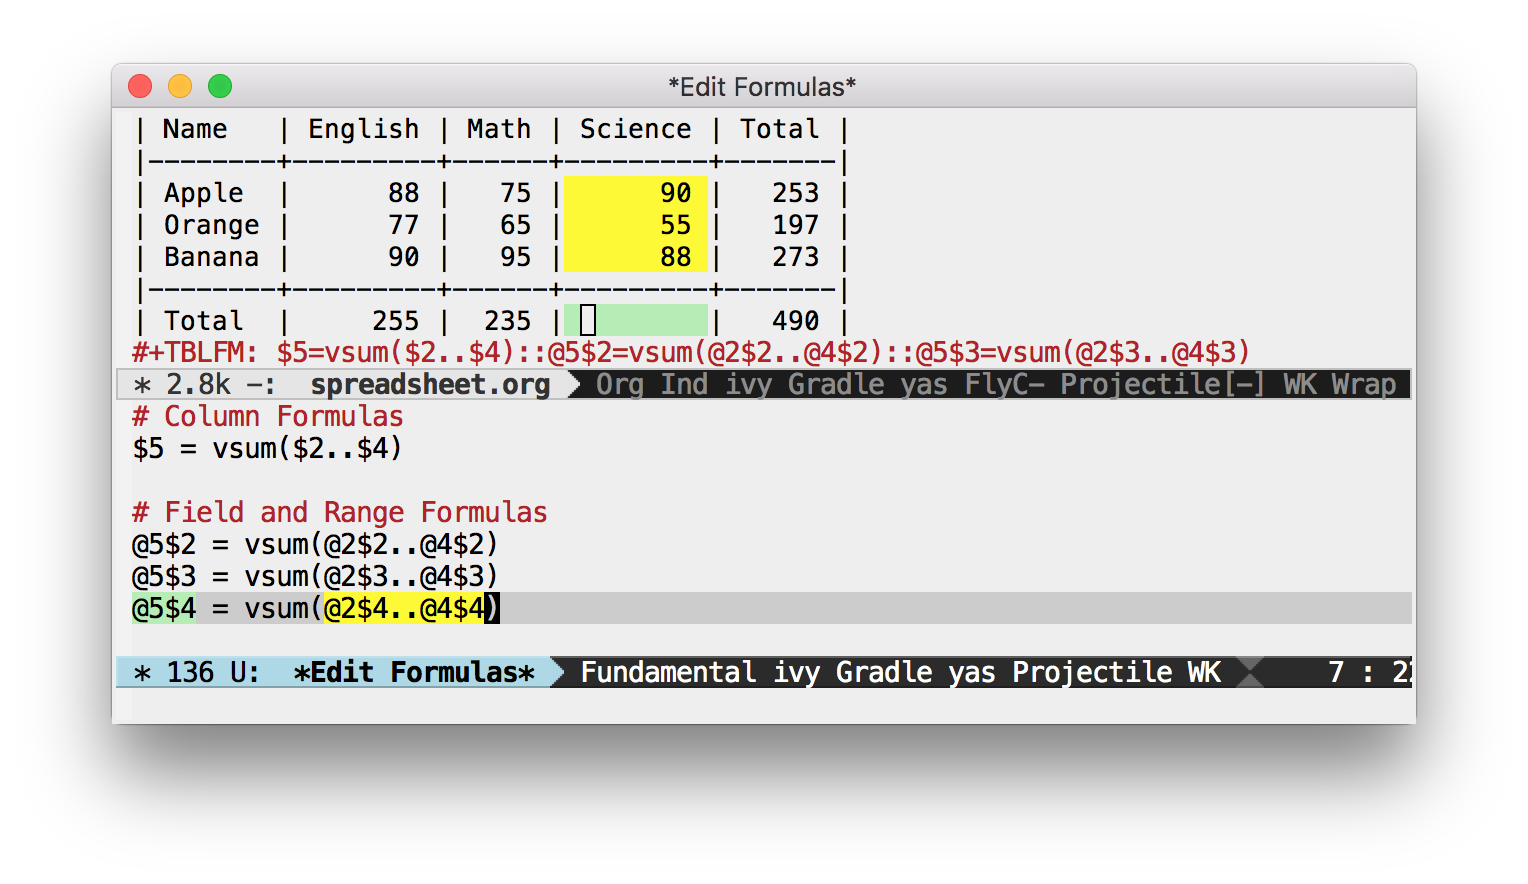 *Edit Formulas*
| Name   | English | Math | Science | Total |
|--------+---------+------+---------+-------|
| Apple  |      88 |   75 |      90 |   253 |
| Orange |      77 |   65 |      55 |   197 |
| Banana |      90 |   95 |      88 |   273 |
|--------+---------+------+---------+-------|
| Total  |     255 |  235 |         |   490 |
#+TBLFM: $5=vsum($2..$4)::@5$2=vsum(@2$2..@4$2)::@5$3=vsum(@2$3..@4$3)
* 2.8k -:  spreadsheet.org  Org Ind ivy Gradle yas FlyC- Projectile[-] WK Wrap
# Column Formulas
$5 = vsum($2..$4)
# Field and Range Formulas
@5$2 = vsum(@2$2..@4$2)
@5$3 = vsum(@2$3..@4$3)
@5$4 = vsum(@2$4..@4$4)
* 136 U:  *Edit Formulas*  Fundamental ivy Gradle yas Projectile WK  7 : 22